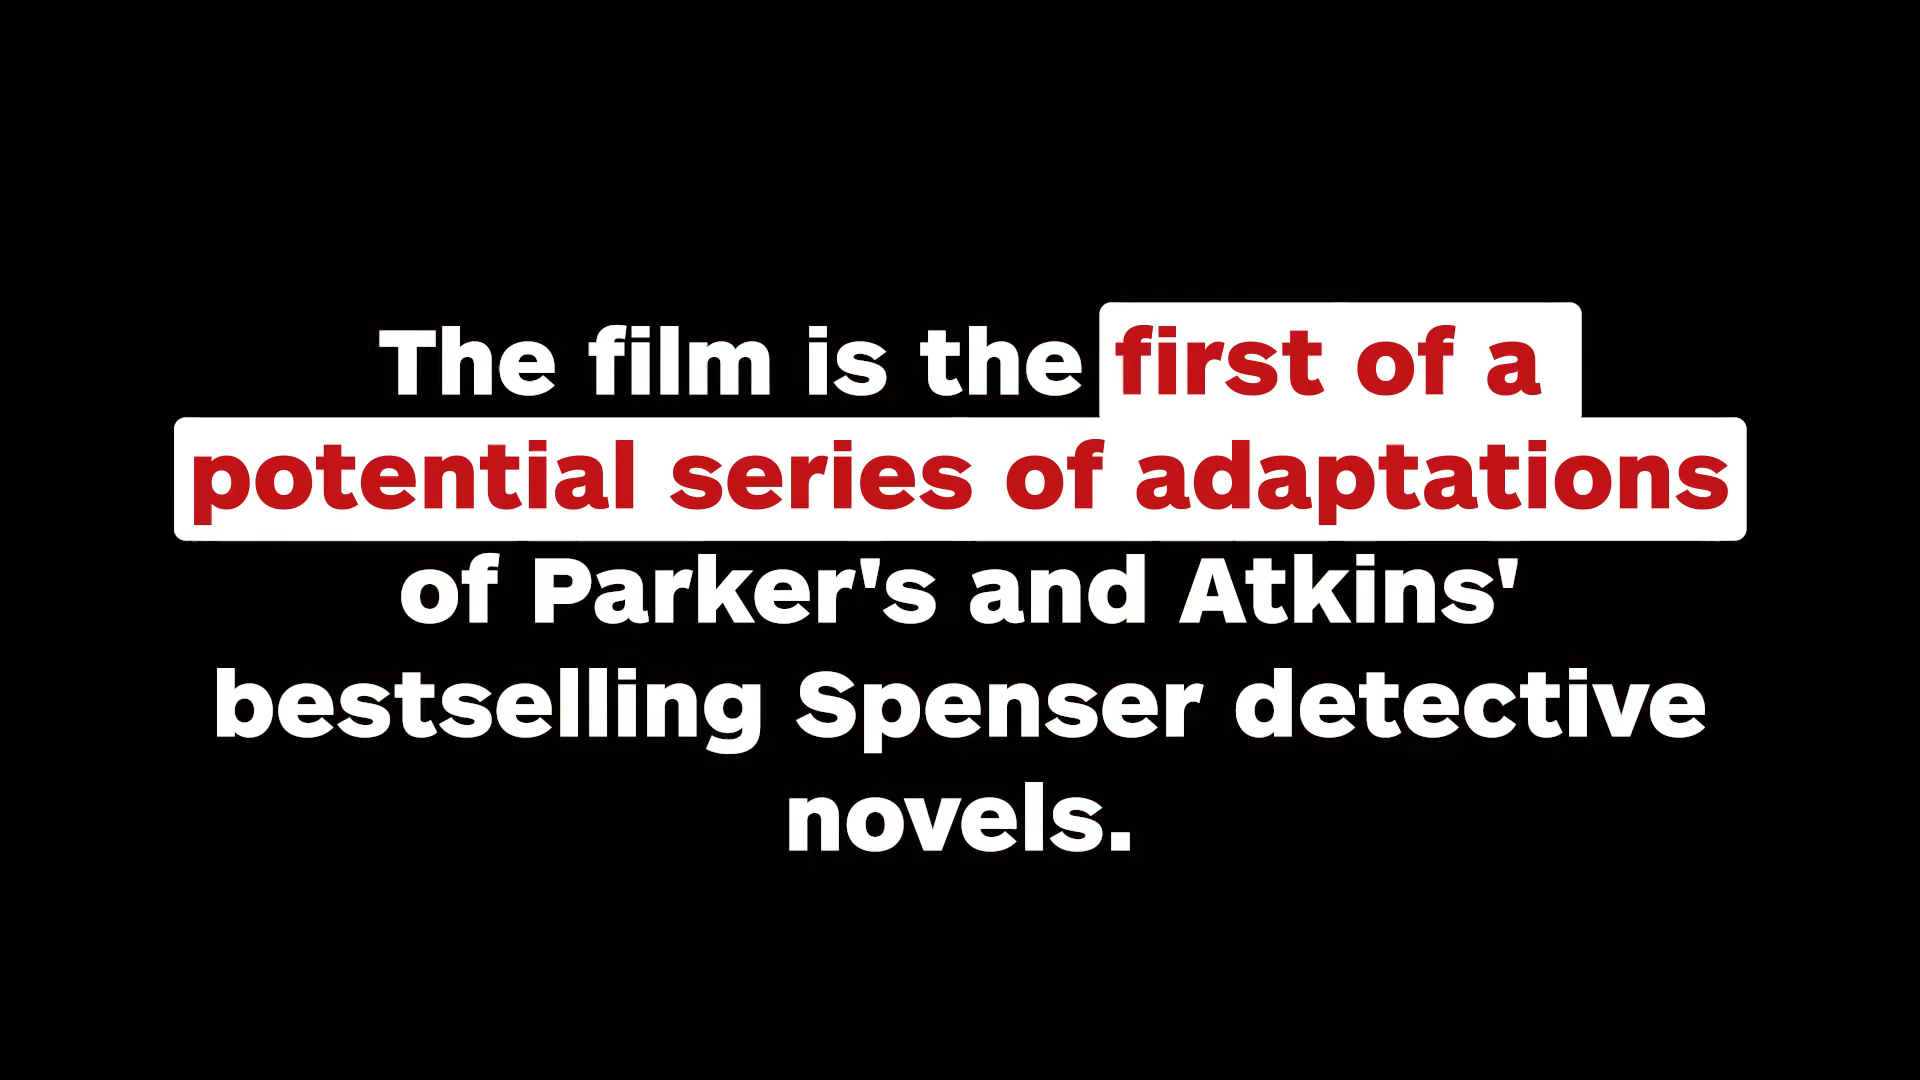 The film is the first of a
potential series of adaptations
of Parker's and Atkins'
bestselling Spenser detective
novels.